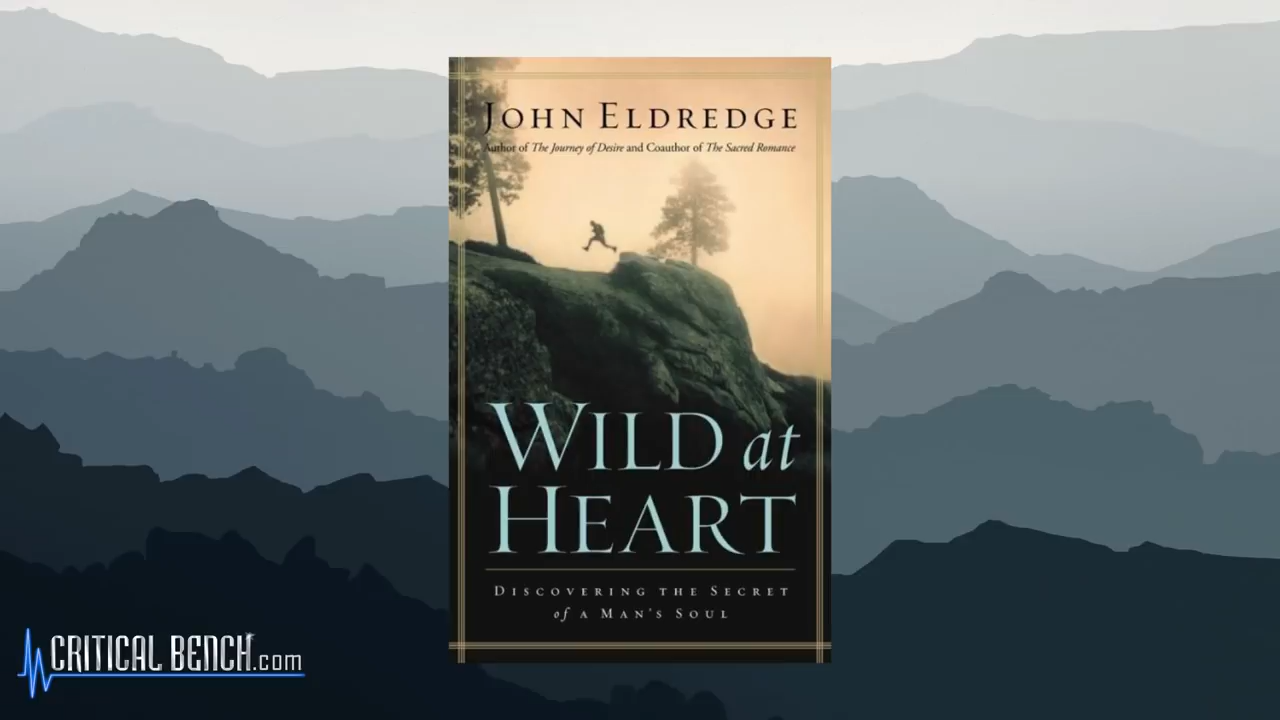 JOHN ELDREDGE
Author of The Journey of Desire and Coauthor of The Sacred Romance
WILD at
HEART
DISCOVERING THE SECRET
of A MAN'S SOUL
CRITICAL BENCH.com